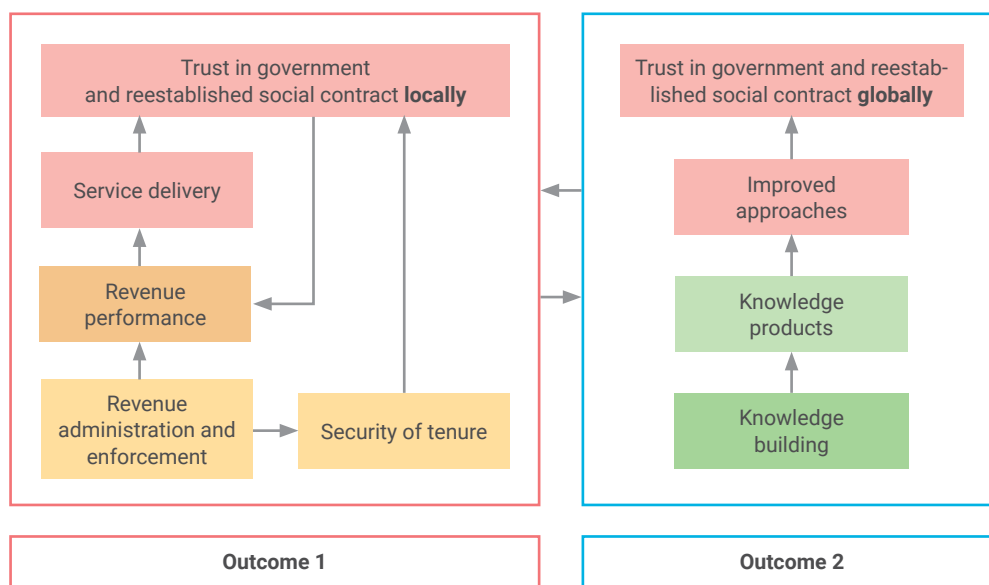 Trust in government
and reestablished social contract locally
Service delivery
Revenue
performance
Revenue
administration and
enforcement
Security of tenure
Trust in government and reestab-
lished social contract globally
Improved
approaches
Knowledge
products
Knowledge
building
Outcome 1
Outcome 2